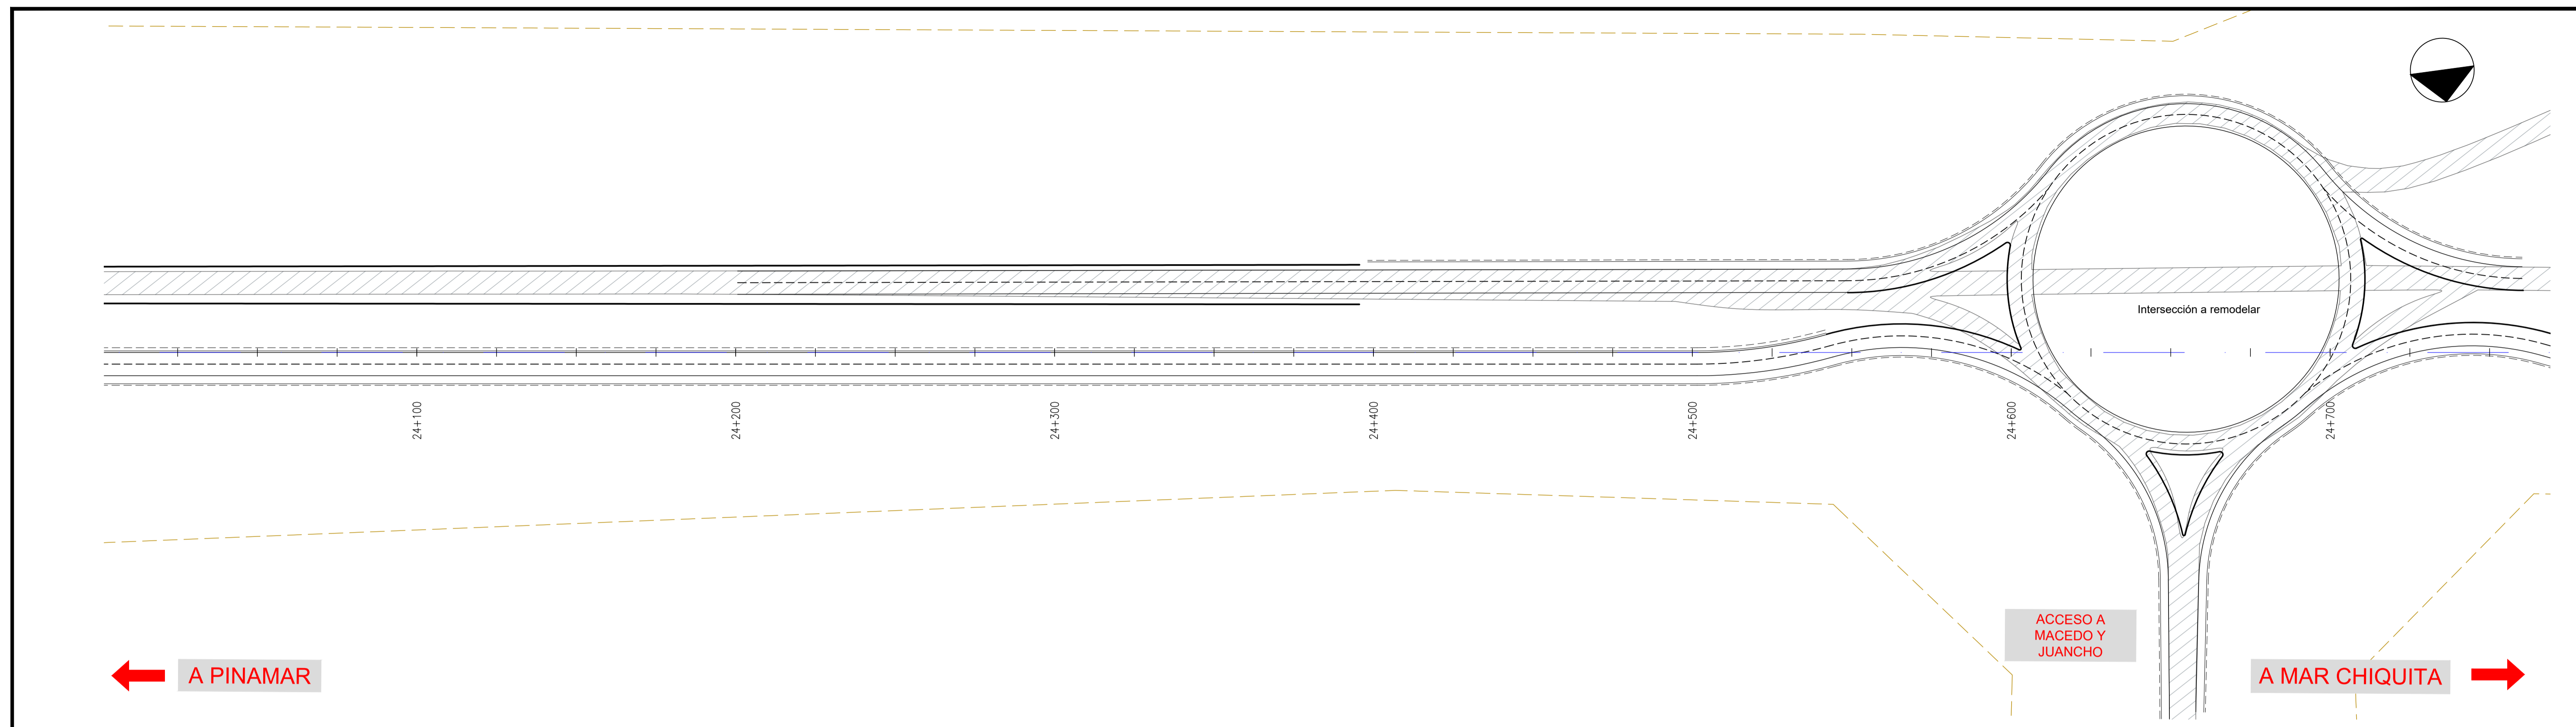 Intersección a remodelar
24+100
24+200
24+300
24+400
24+500
24+600
24+700
ACCESO A
MACEDO Y
JUANCHO
A PINAMAR
A MAR CHIQUITA